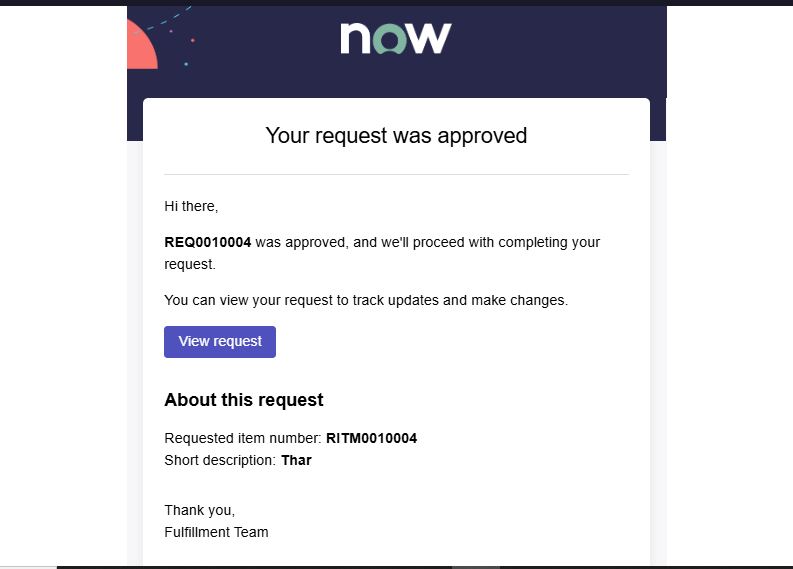 now
Your request was approved
Hi there,
REQ0010004 was approved, and we'll proceed with completing your
request.
You can view your request to track updates and make changes.
View request
About this request
Requested item number: RITM0010004
Short description: Thar
Thank you,
Fulfillment Team